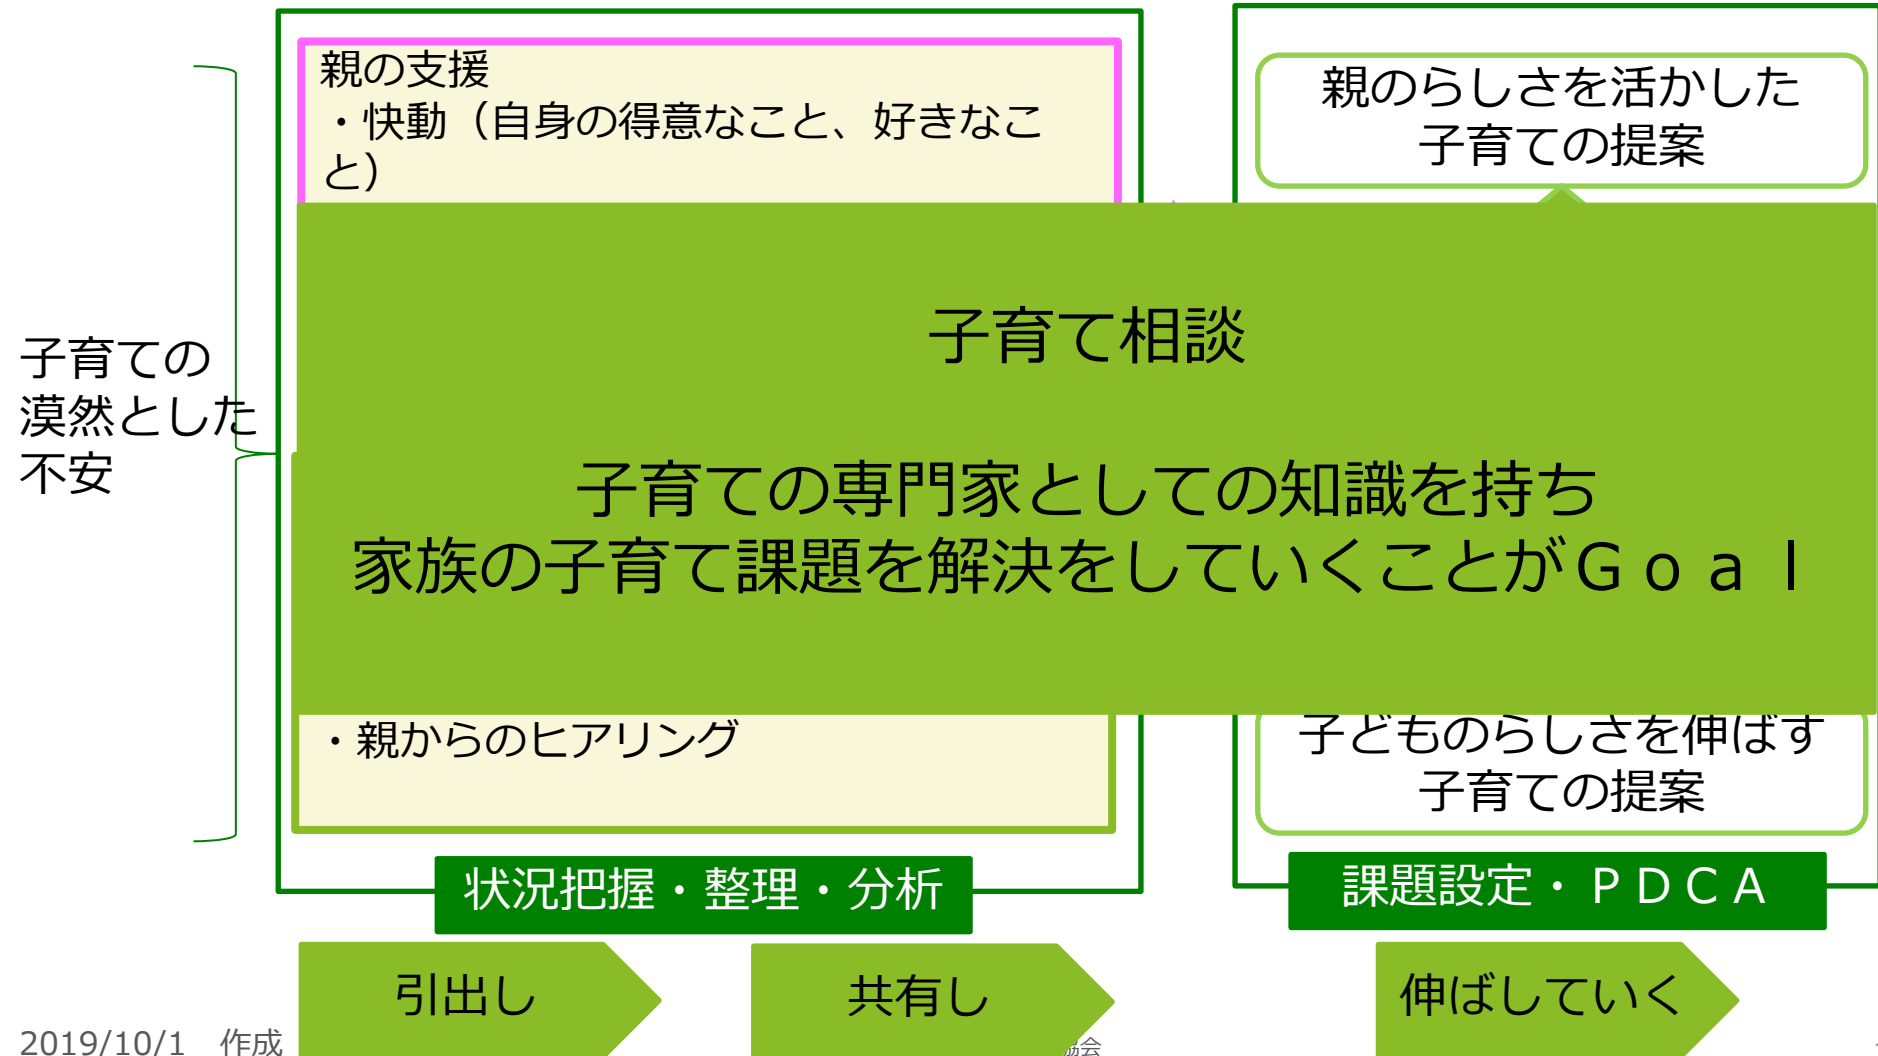 親の支援
・快動（自身の得意なこと、好きなこ
と）
親のらしさを活かした
子育ての提案
子育ての
漠然とした
不安
子育て相談
子育ての専門家としての知識を持ち
家族の子育て課題を解決をしていくことがＧｏａｌ
・親からのヒアリング
子どものらしさを伸ばす
子育ての提案
状況把握・整理・分析
課題設定・ＰＤＣＡ
引出し
共有し
伸ばしていく
2019/10/1　作成
協会